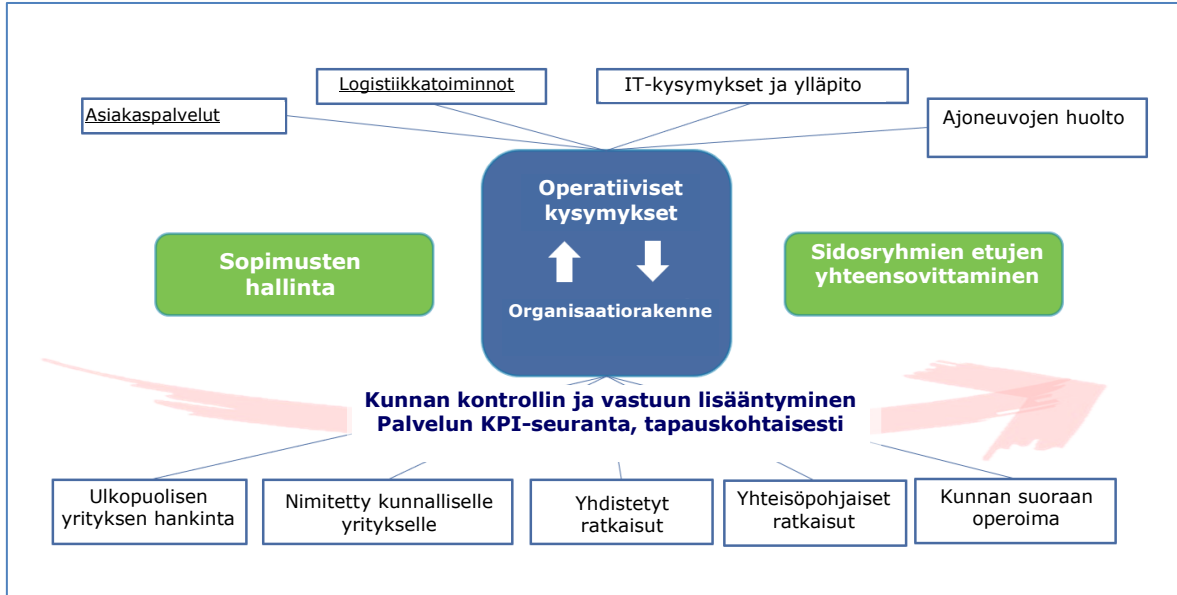 Logistiikkatoiminnot
IT-kysymykset ja ylläpito
Asiakaspalvelut
Ajoneuvojen huolto
Operatiiviset
kysymykset
Sopimusten
hallinta
Sidosryhmien etujen
yhteensovittaminen
Organisaatiorakenne
Kunnan kontrollin ja vastuun lisääntyminen
Palvelun KPI-seuranta, tapauskohtaisesti
Ulkopuolisen
yrityksen hankinta
Nimitetty kunnalliselle
yritykselle
Yhdistetyt
ratkaisut
Yhteisöpohjaiset
ratkaisut
Kunnan suoraan
operoima